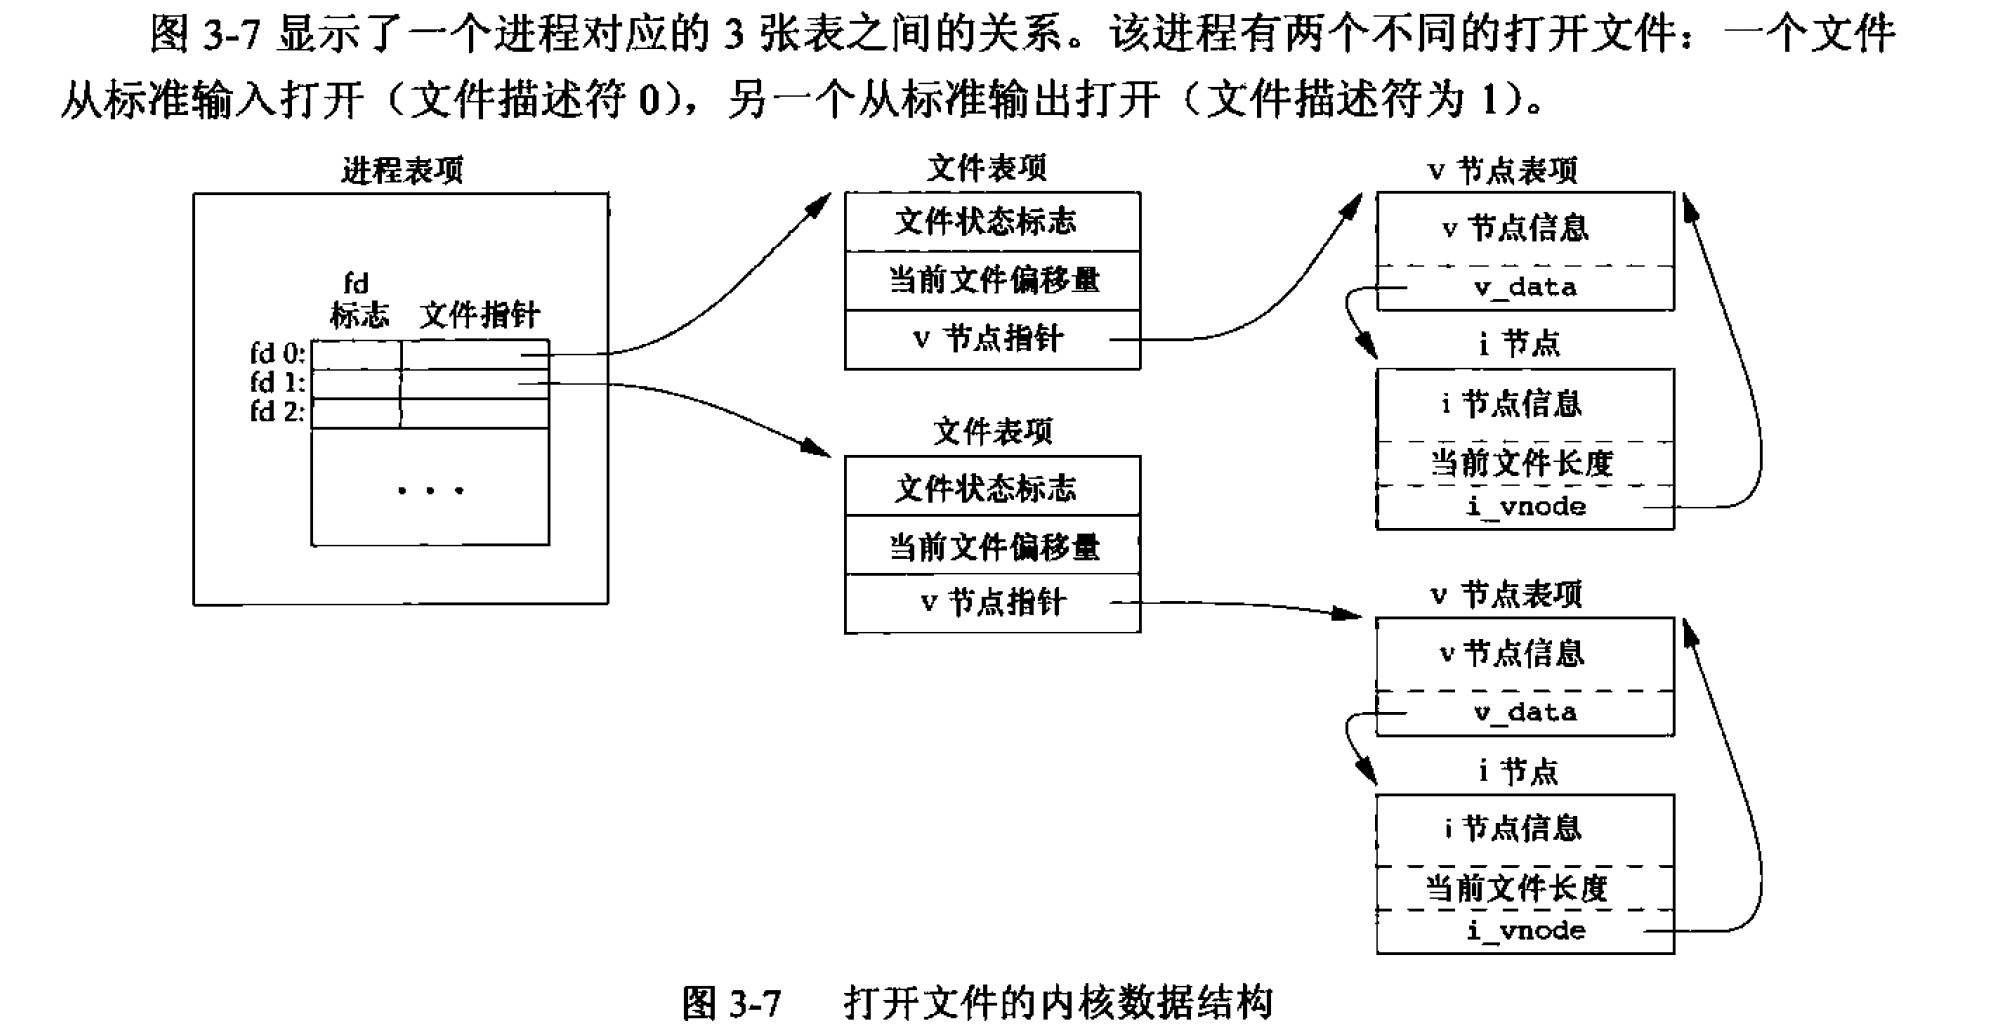 图 3-7 显示了一个进程对应的 3 张表之间的关系。该进程有两个不同的打开文件：一个文件
从标准输入打开（文件描述符 0），另一个从标准输出打开（文件描述符为 1）。
进程表项
fd
标志 文件指针
fd 0:
fd 1:
fd 2:
· · ·
文件表项
文件状态标志
当前文件偏移量
v 节点指针
文件表项
文件状态标志
当前文件偏移量
v 节点指针
v 节点表项
v 节点信息
v_data
i 节点
i 节点信息
当前文件长度
i_vnode
v 节点表项
v 节点信息
v_data
i 节点
i 节点信息
当前文件长度
i_vnode
图 3-7 打开文件的内核数据结构